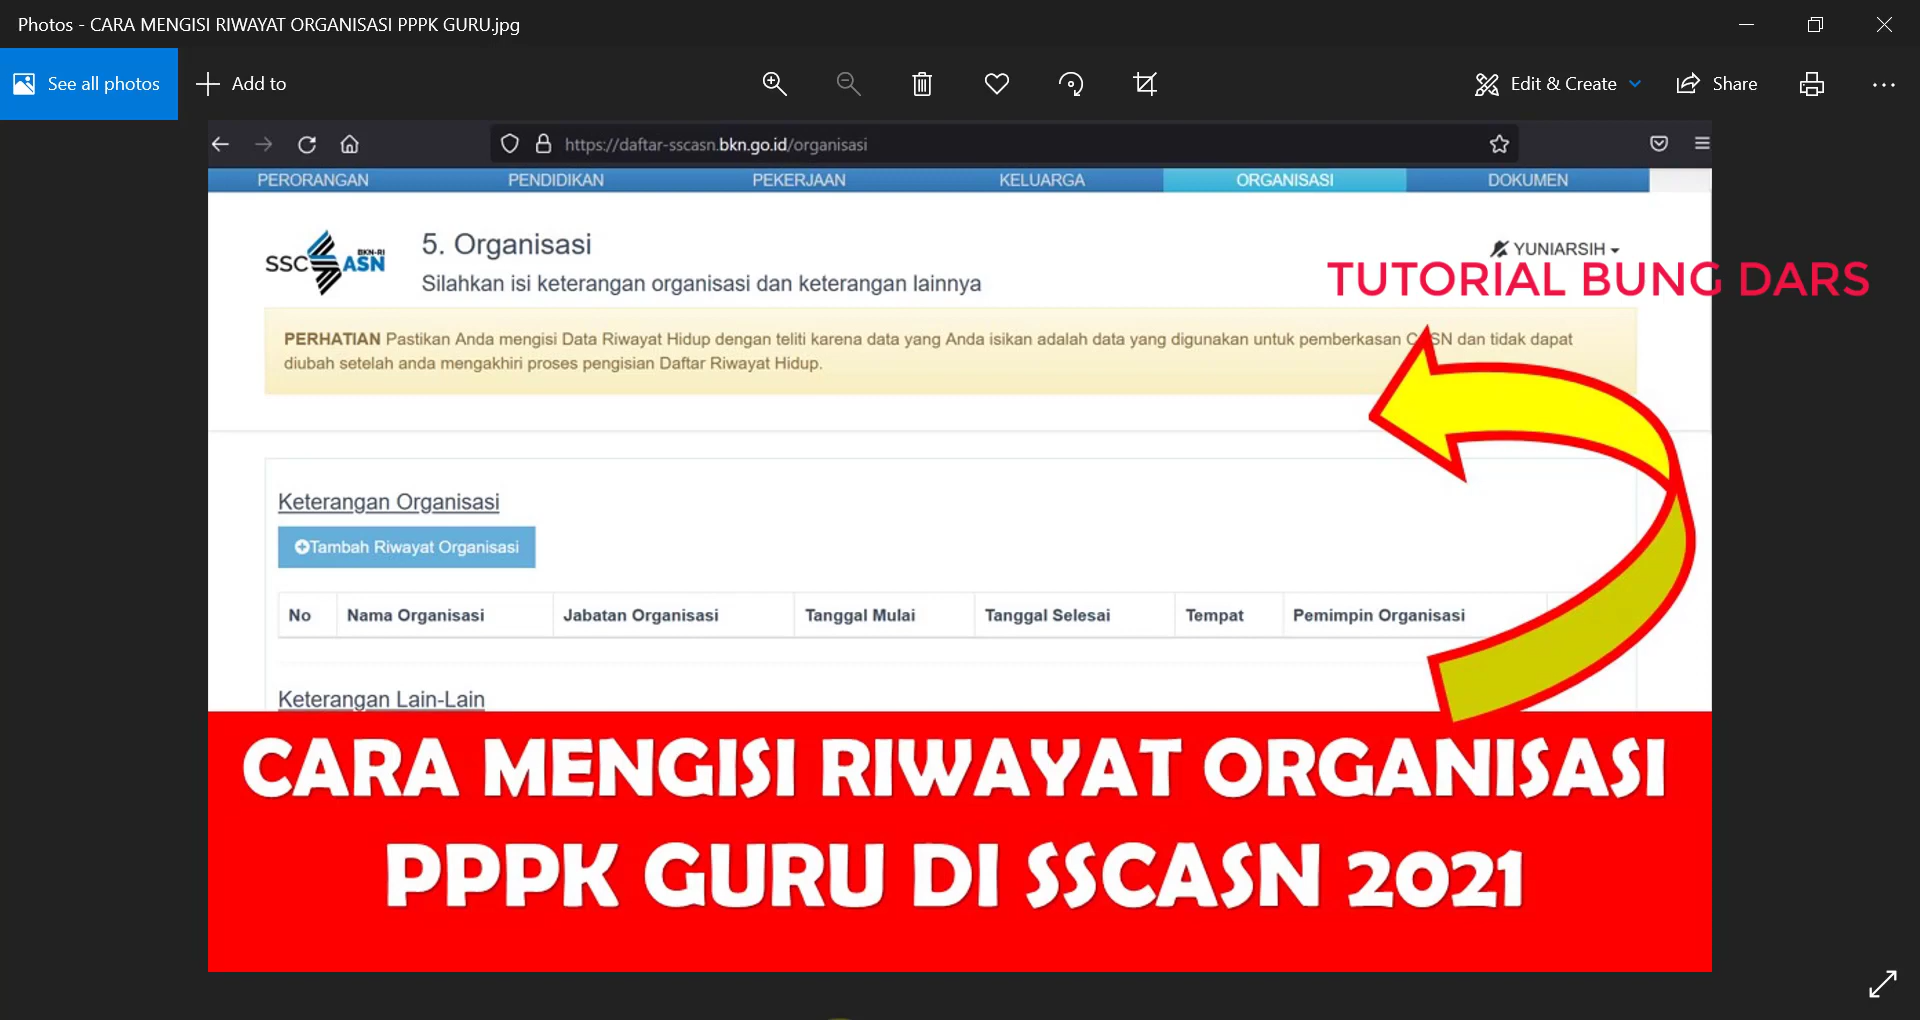 Photos - CARA MENGISI RIWAYAT ORGANISASI PPPK GURU.jpg
See all photos
Add to
Edit & Create
Share
https://daftar-sscasn.bkn.go.id/organisasi
PERORANGAN PENDIDIKAN PEKERJAAN KELUARGA ORGANISASI DOKUMEN
SSC ASN BKN-RI
5. Organisasi
Silahkan isi keterangan organisasi dan keterangan lainnya
YUNIARSIH
TUTORIAL BUNG DARS
PERHATIAN Pastikan Anda mengisi Data Riwayat Hidup dengan teliti karena data yang Anda isikan adalah data yang digunakan untuk pemberkasan dan tidak dapat
diubah setelah anda mengakhiri proses pengisian Daftar Riwayat Hidup.
Keterangan Organisasi
Tambah Riwayat Organisasi
No Nama Organisasi Jabatan Organisasi Tanggal Mulai Tanggal Selesai Tempat Pemimpin Organisasi
Keterangan Lain-Lain
CARA MENGISI RIWAYAT ORGANISASI
PPPK GURU DI SSCASN 2021